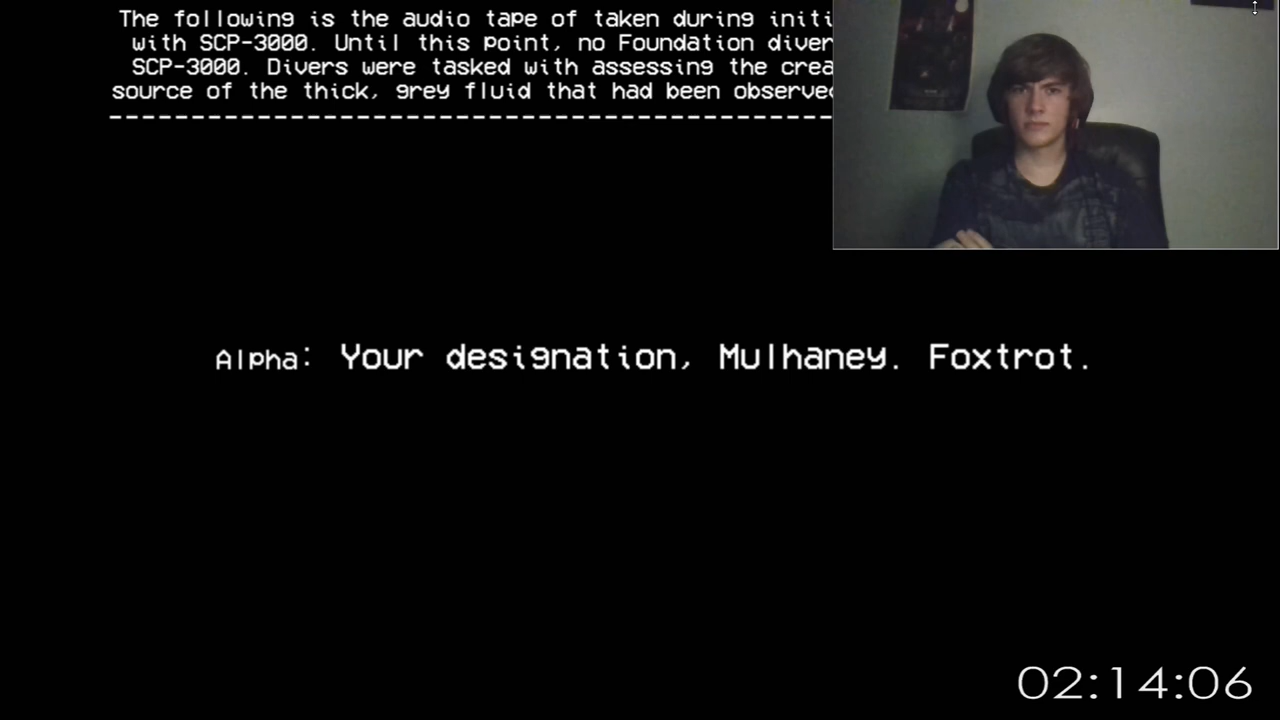 The following is the audio tape of taken during initi
with SCP-3000. Until this point, no Foundation diver
SCP-3000. Divers were tasked with assessing the crea
source of the thick, grey fluid that had been observe
Alpha: Your designation, Mulhaney. Foxtrot.
02:14:06